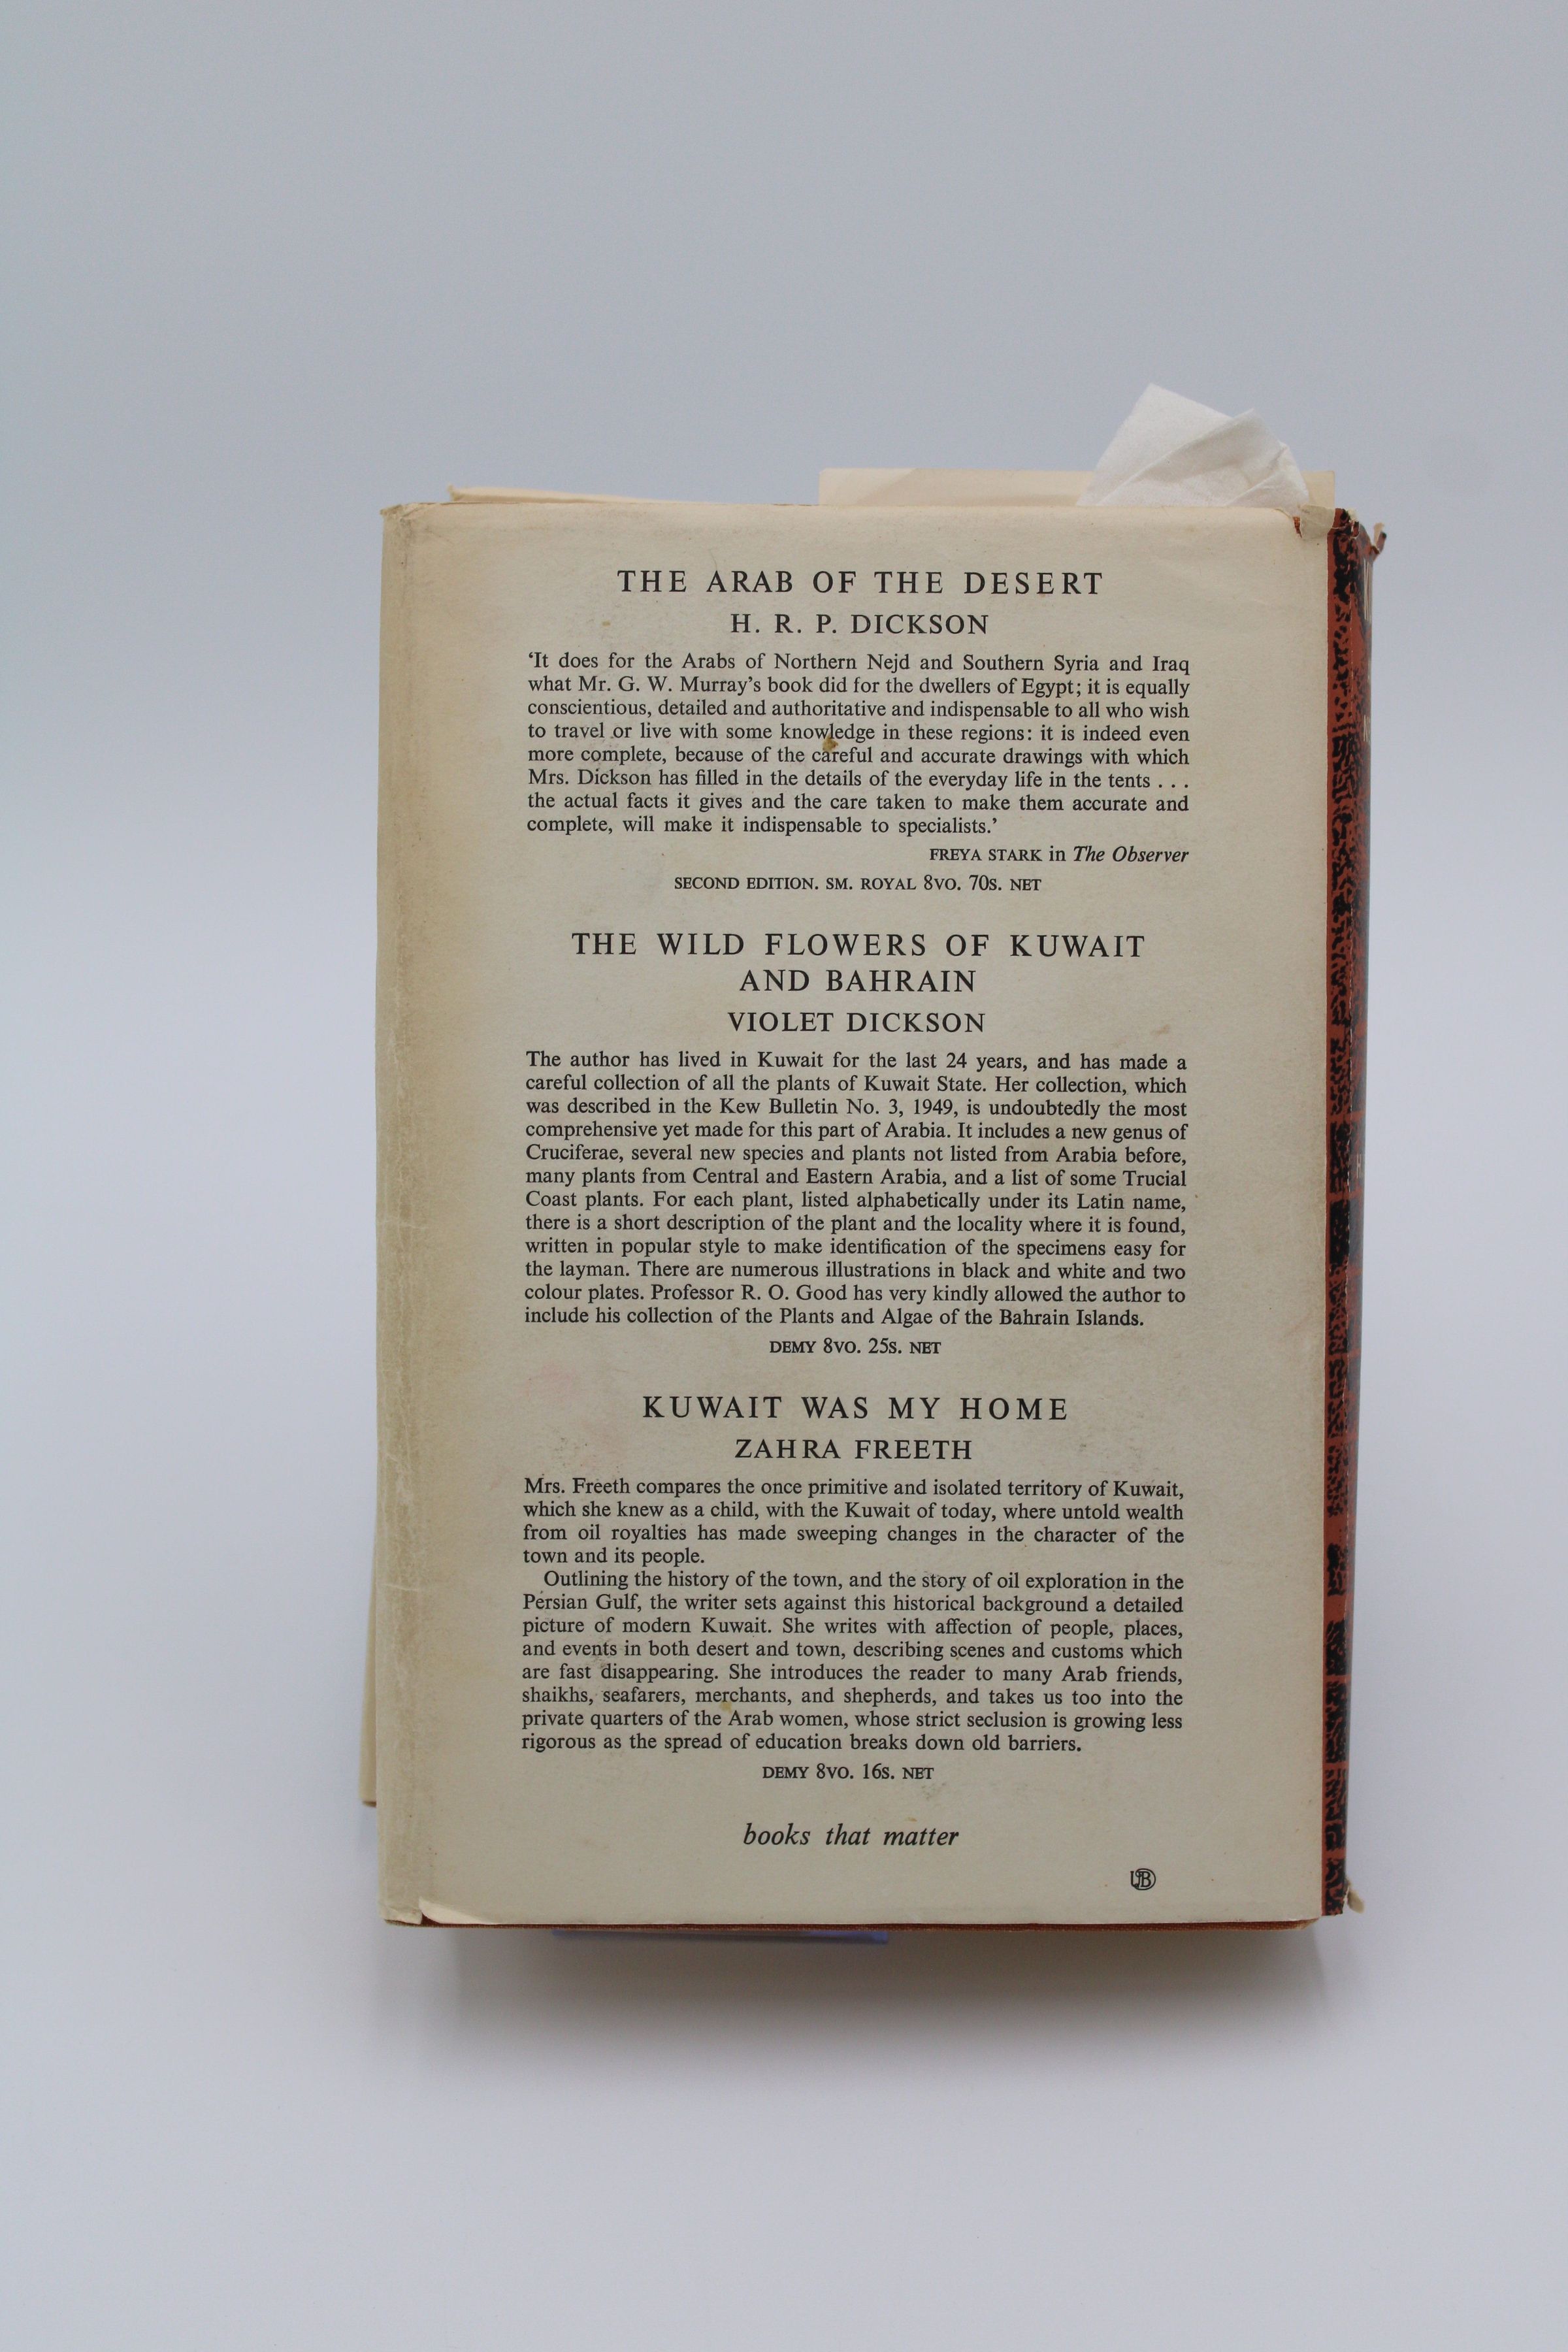 THE ARAB OF THE DESERT
H. R. P. DICKSON
‘It does for the Arabs of Northern Nejd and Southern Syria and Iraq
what Mr. G. W. Murray’s book did for the dwellers of Egypt; it is equally
conscientious, detailed and authoritative and indispensable to all who wish
to travel or live with some knowledge in these regions: it is indeed even
more complete, because of the careful and accurate drawings with which
Mrs. Dickson has filled in the details of the everyday life in the tents . . .
the actual facts it gives and the care taken to make them accurate and
complete, will make it indispensable to specialists.’
FREYA STARK in The Observer
SECOND EDITION. SM. ROYAL 8VO. 70S. NET
THE WILD FLOWERS OF KUWAIT
AND BAHRAIN
VIOLET DICKSON
The author has lived in Kuwait for the last 24 years, and has made a
careful collection of all the plants of Kuwait State. Her collection, which
was described in the Kew Bulletin No. 3, 1949, is undoubtedly the most
comprehensive yet made for this part of Arabia. It includes a new genus of
Cruciferae, several new species and plants not listed from Arabia before,
many plants from Central and Eastern Arabia, and a list of some Trucial
Coast plants. For each plant, listed alphabetically under its Latin name,
there is a short description of the plant and the locality where it is found,
written in popular style to make identification of the specimens easy for
the layman. There are numerous illustrations in black and white and two
colour plates. Professor R. O. Good has very kindly allowed the author to
include his collection of the Plants and Algae of the Bahrain Islands.
DEMY 8VO. 25S. NET
KUWAIT WAS MY HOME
ZAHRA FREETH
Mrs. Freeth compares the once primitive and isolated territory of Kuwait,
which she knew as a child, with the Kuwait of today, where untold wealth
from oil royalties has made sweeping changes in the character of the
town and its people.
Outlining the history of the town, and the story of oil exploration in the
Persian Gulf, the writer sets against this historical background a detailed
picture of modern Kuwait. She writes with affection of people, places,
and events in both desert and town, describing scenes and customs which
are fast disappearing. She introduces the reader to many Arab friends,
shaikhs, seafarers, merchants, and shepherds, and takes us too into the
private quarters of the Arab women, whose strict seclusion is growing less
rigorous as the spread of education breaks down old barriers.
DEMY 8VO. 16S. NET
books that matter